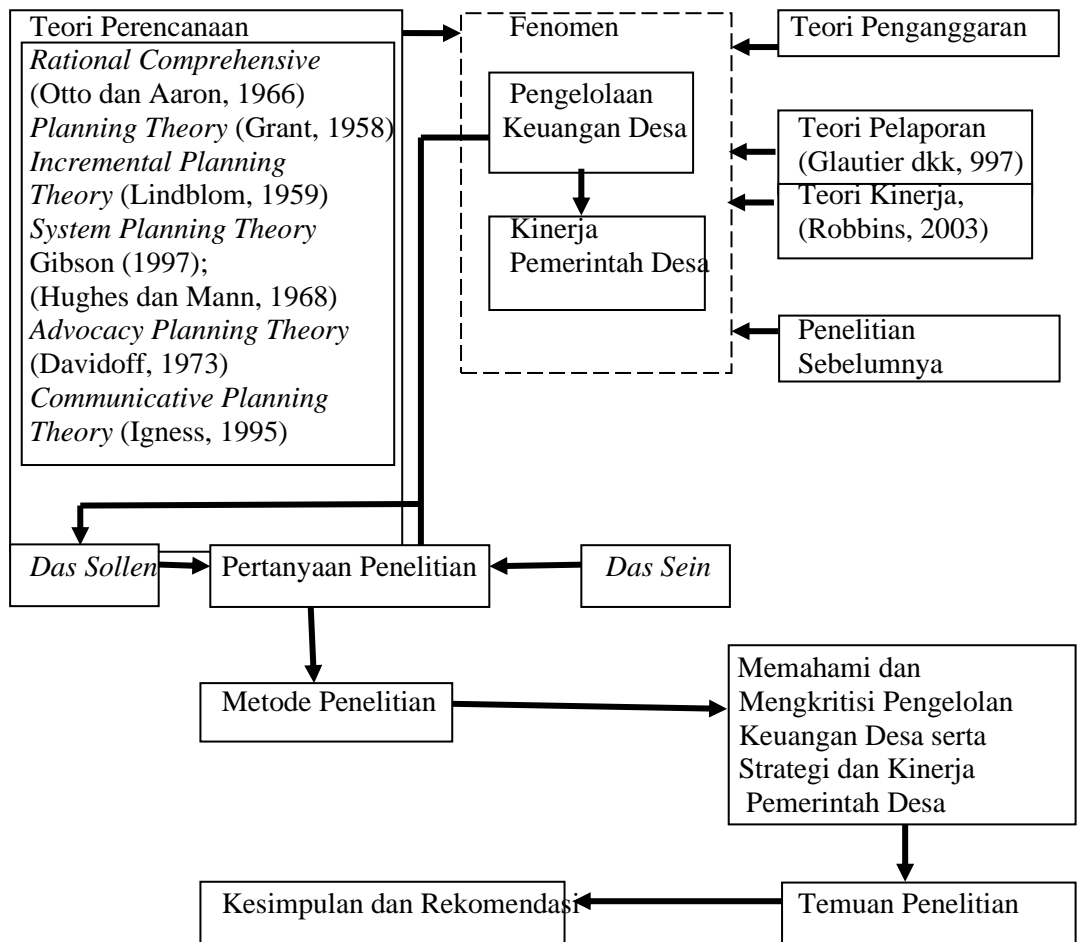 Teori Perencanaan
Rational Comprehensive
(Otto dan Aaron, 1966)
Planning Theory (Grant, 1958)
Incremental Planning
Theory (Lindblom, 1959)
System Planning Theory
Gibson (1997);
(Hughes dan Mann, 1968)
Advocacy Planning Theory
(Davidoff, 1973)
Communicative Planning
Theory (Igness, 1995)
Fenomen
Pengelolaan
Keuangan Desa
Kinerja
Pemerintah Desa
Teori Penganggaran
Teori Pelaporan
(Glautier dkk, 997)
Teori Kinerja,
(Robbins, 2003)
Penelitian
Sebelumnya
Das Sollen
Pertanyaan Penelitian
Das Sein
Metode Penelitian
Memahami dan
Mengkritisi Pengelolan
Keuangan Desa serta
Strategi dan Kinerja
Pemerintah Desa
Kesimpulan dan Rekomendasi
Temuan Penelitian